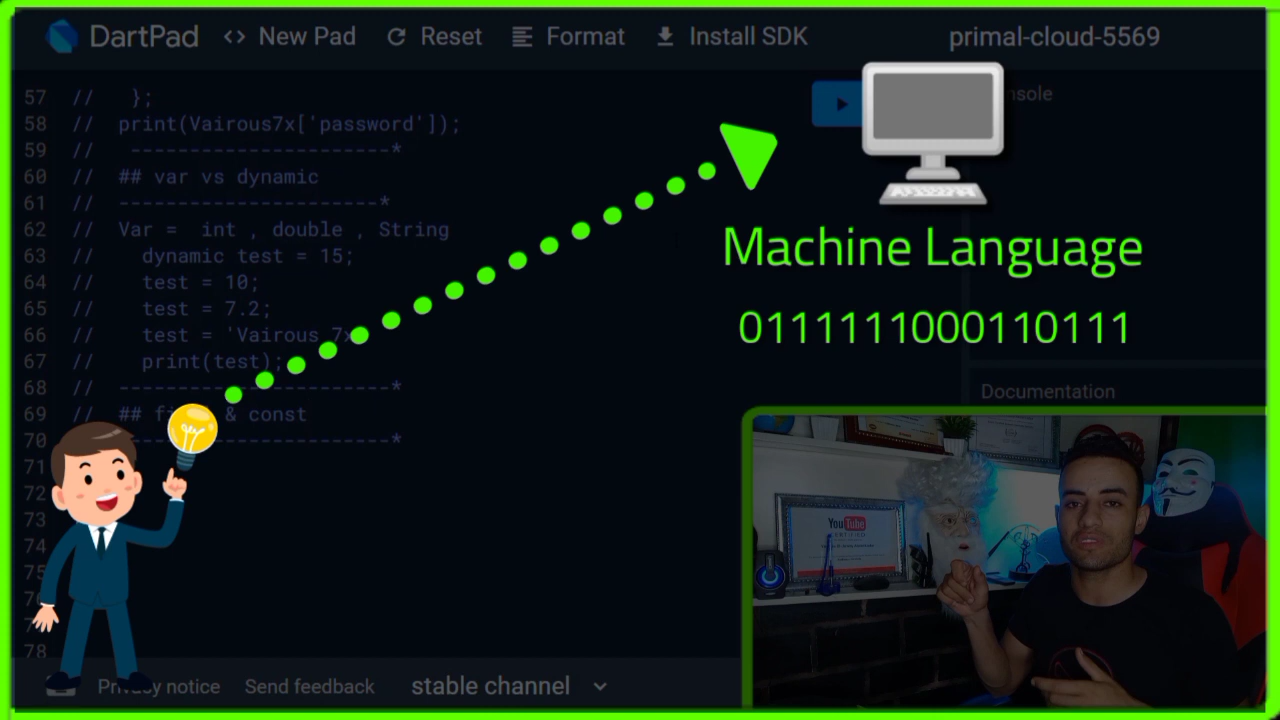 DartPad <> New Pad Reset Format Install SDK primal-cloud-5569
57 // };
58 // print(Vairous7x['password']);
59 // ----------------------*
60 // ## var vs dynamic
61 // ----------------------*
62 // Var = int , double , String
63 // dynamic test = 15;
64 // test = 10;
65 // test = 7.2;
66 // test = 'Vairous 7x
67 // print(test);
68 // -----------------------*
69 // ## & const
70 -----------------------*
71
72
73
74
75
78
nsole
Machine Language
0111111000110111
Documentation
YouTube
CERTIFIED
Privacy notice Send feedback stable channel